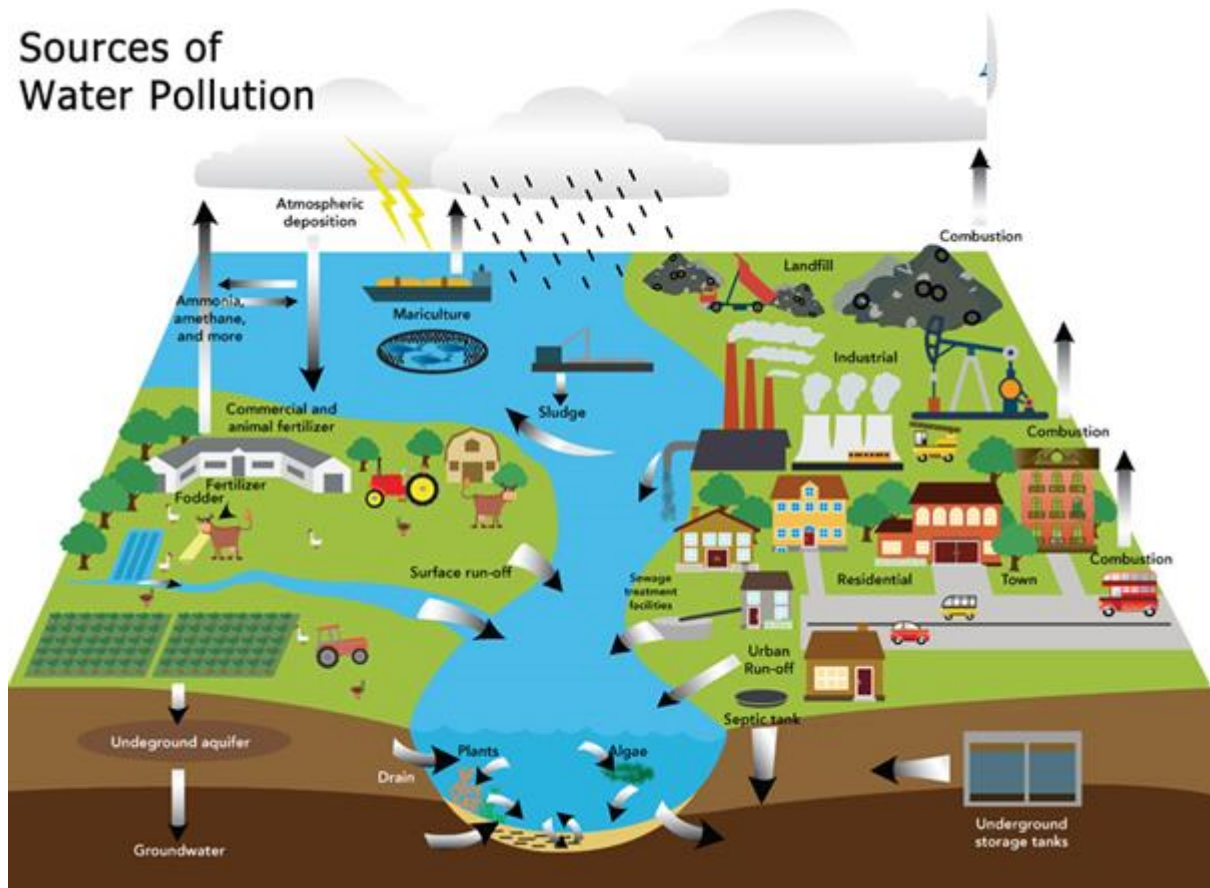 Sources of
Water Pollution
Atmospheric
deposition
Combustion
Landfill
Ammonia,
amethane,
and more
Mariculture
Industrial
Commercial and
animal fertilizer
Sludge
Combustion
Fertilizer
Fodder
Combustion
Surface run-off
Sewage
treatment
facilities
Residential
Town
Urban
Run-off
Septic tank
Undeground aquifer
Plants
Algae
Drain
Underground
storage tanks
Groundwater